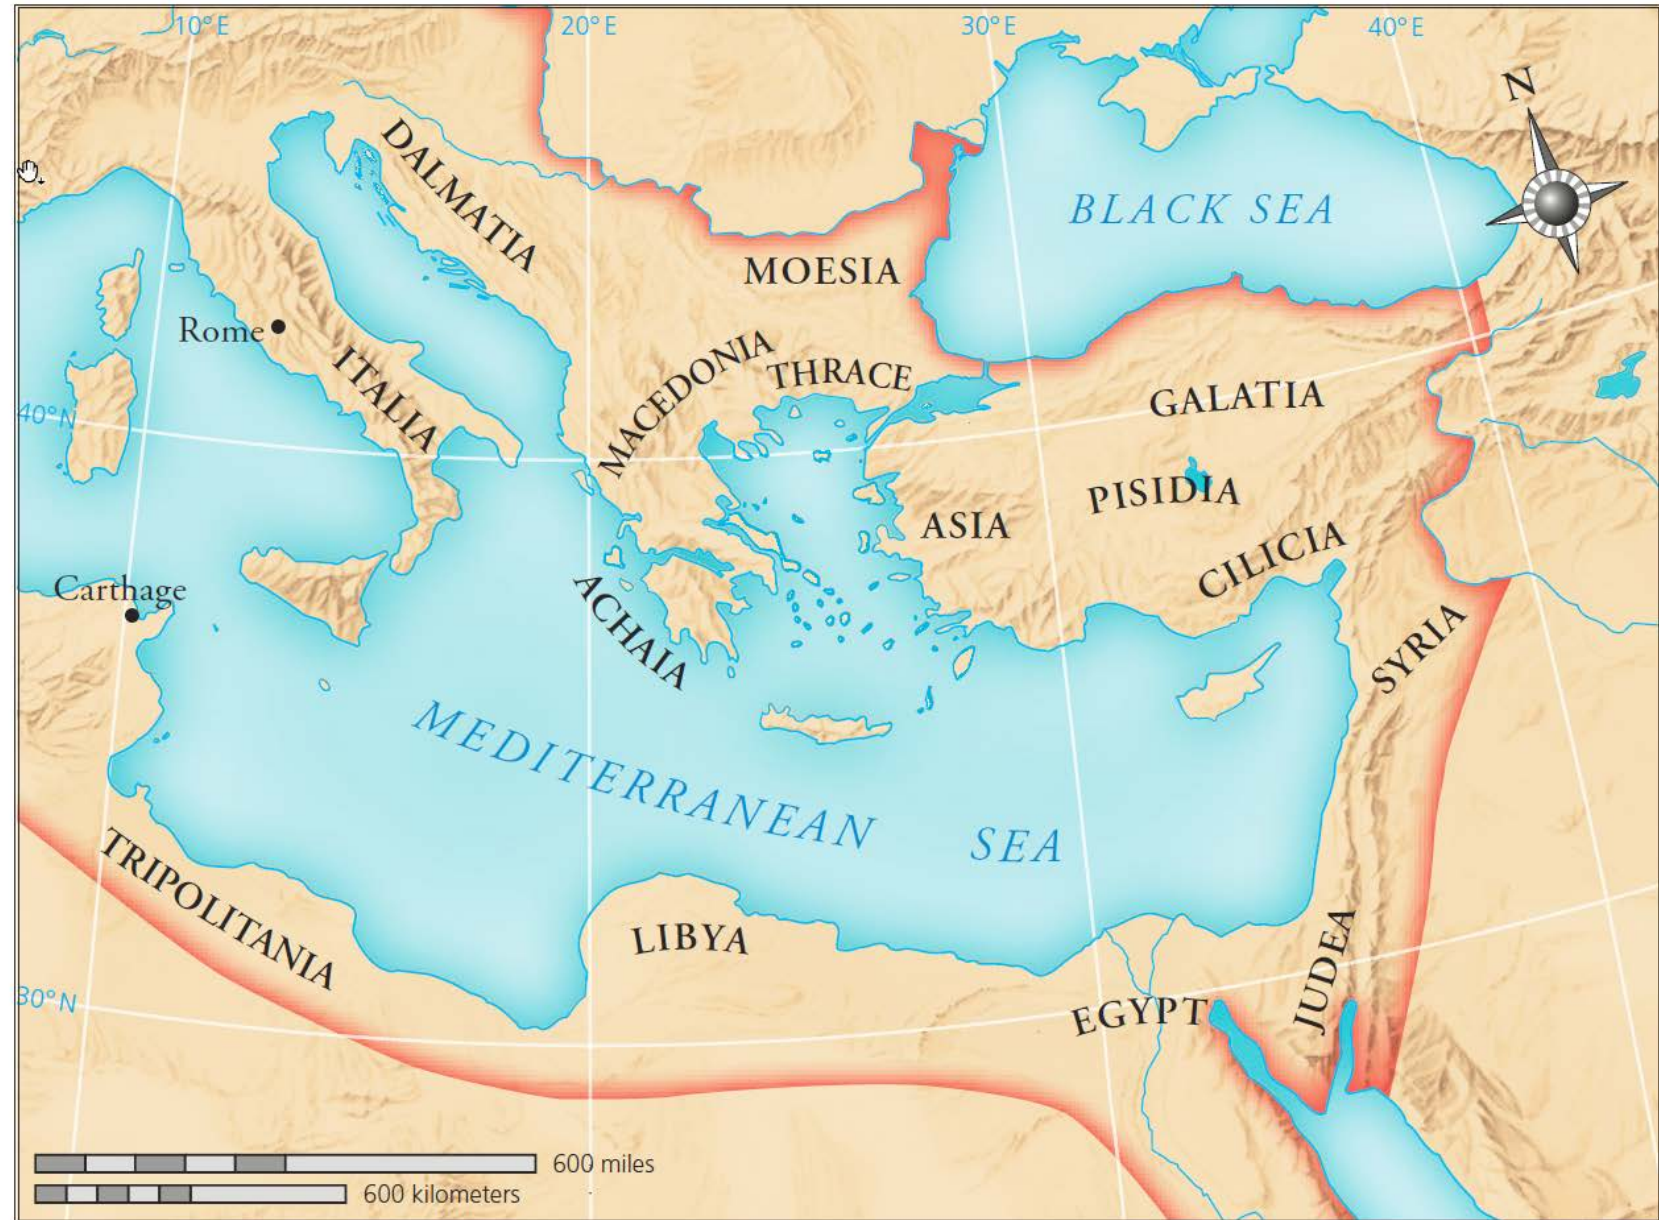 10°E
20°E
30°E
40°E
N
DALMATIA
BLACK SEA
MOESIA
Rome
ITALIA
MACEDONIA
THRACE
GALATIA
40°N
PISIDIA
ASIA
CILICIA
Carthage
ACHAIA
SYRIA
MEDITERRANEAN SEA
TRIPOLITANIA
LIBYA
JUDEA
30°N
EGYPT
600 miles
600 kilometers